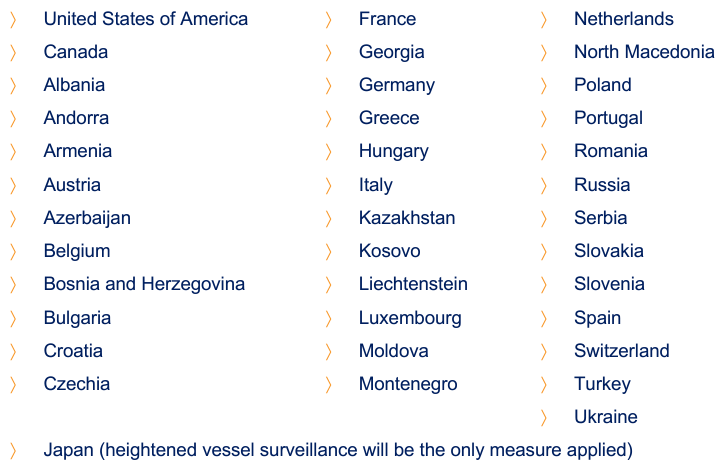 United States of America
Canada
Albania
Andorra
Armenia
Austria
Azerbaijan
Belgium
Bosnia and Herzegovina
Bulgaria
Croatia
Czechia
France
Georgia
Germany
Greece
Hungary
Italy
Kazakhstan
Kosovo
Liechtenstein
Luxembourg
Moldova
Montenegro
Netherlands
North Macedonia
Poland
Portugal
Romania
Russia
Serbia
Slovakia
Slovenia
Spain
Switzerland
Turkey
Ukraine
Japan (heightened vessel surveillance will be the only measure applied)